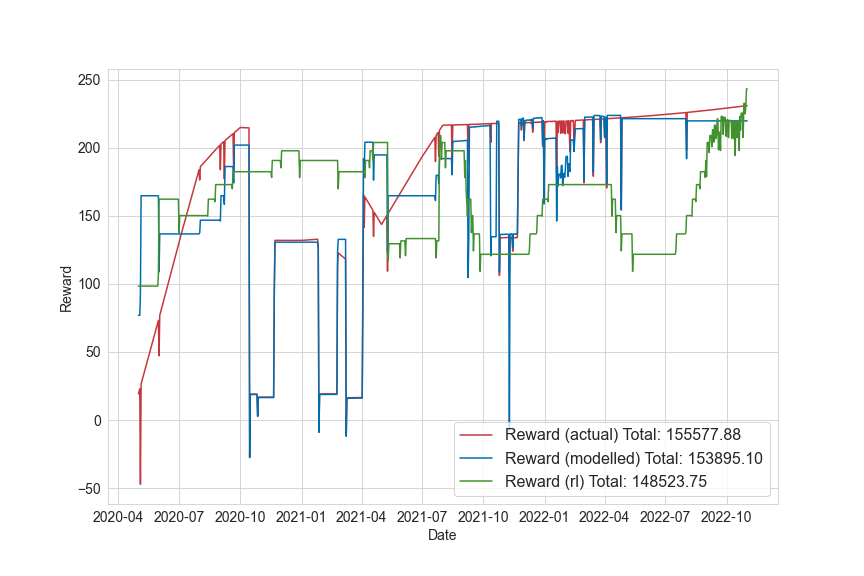 250
200
150
100
50
0
−50
Reward
2020-04 2020-07 2020-10 2021-01 2021-04 2021-07 2021-10 2022-01 2022-04 2022-07 2022-10
Date
Reward (actual) Total: 155577.88
Reward (modelled) Total: 153895.10
Reward (rl) Total: 148523.75